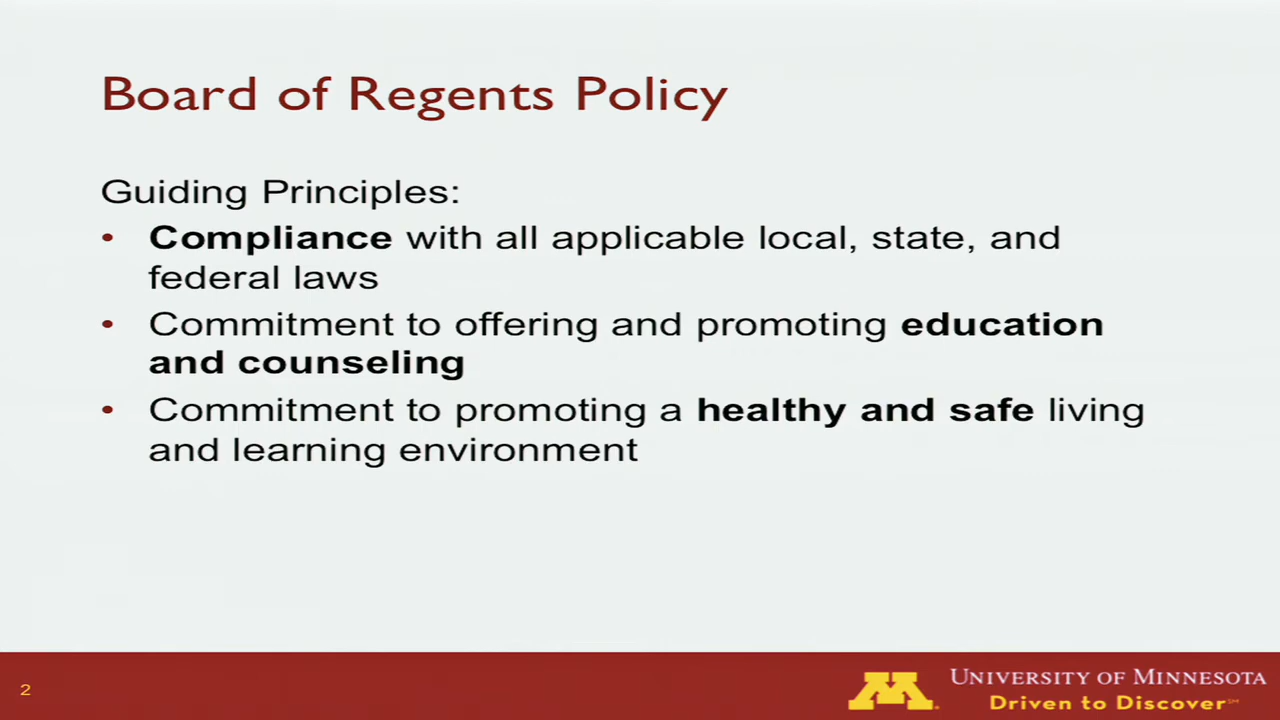 Board of Regents Policy
Guiding Principles:
• Compliance with all applicable local, state, and
federal laws
• Commitment to offering and promoting education
and counseling
• Commitment to promoting a healthy and safe living
and learning environment
2
M
UNIVERSITY OF MINNESOTA
Driven to Discover℠